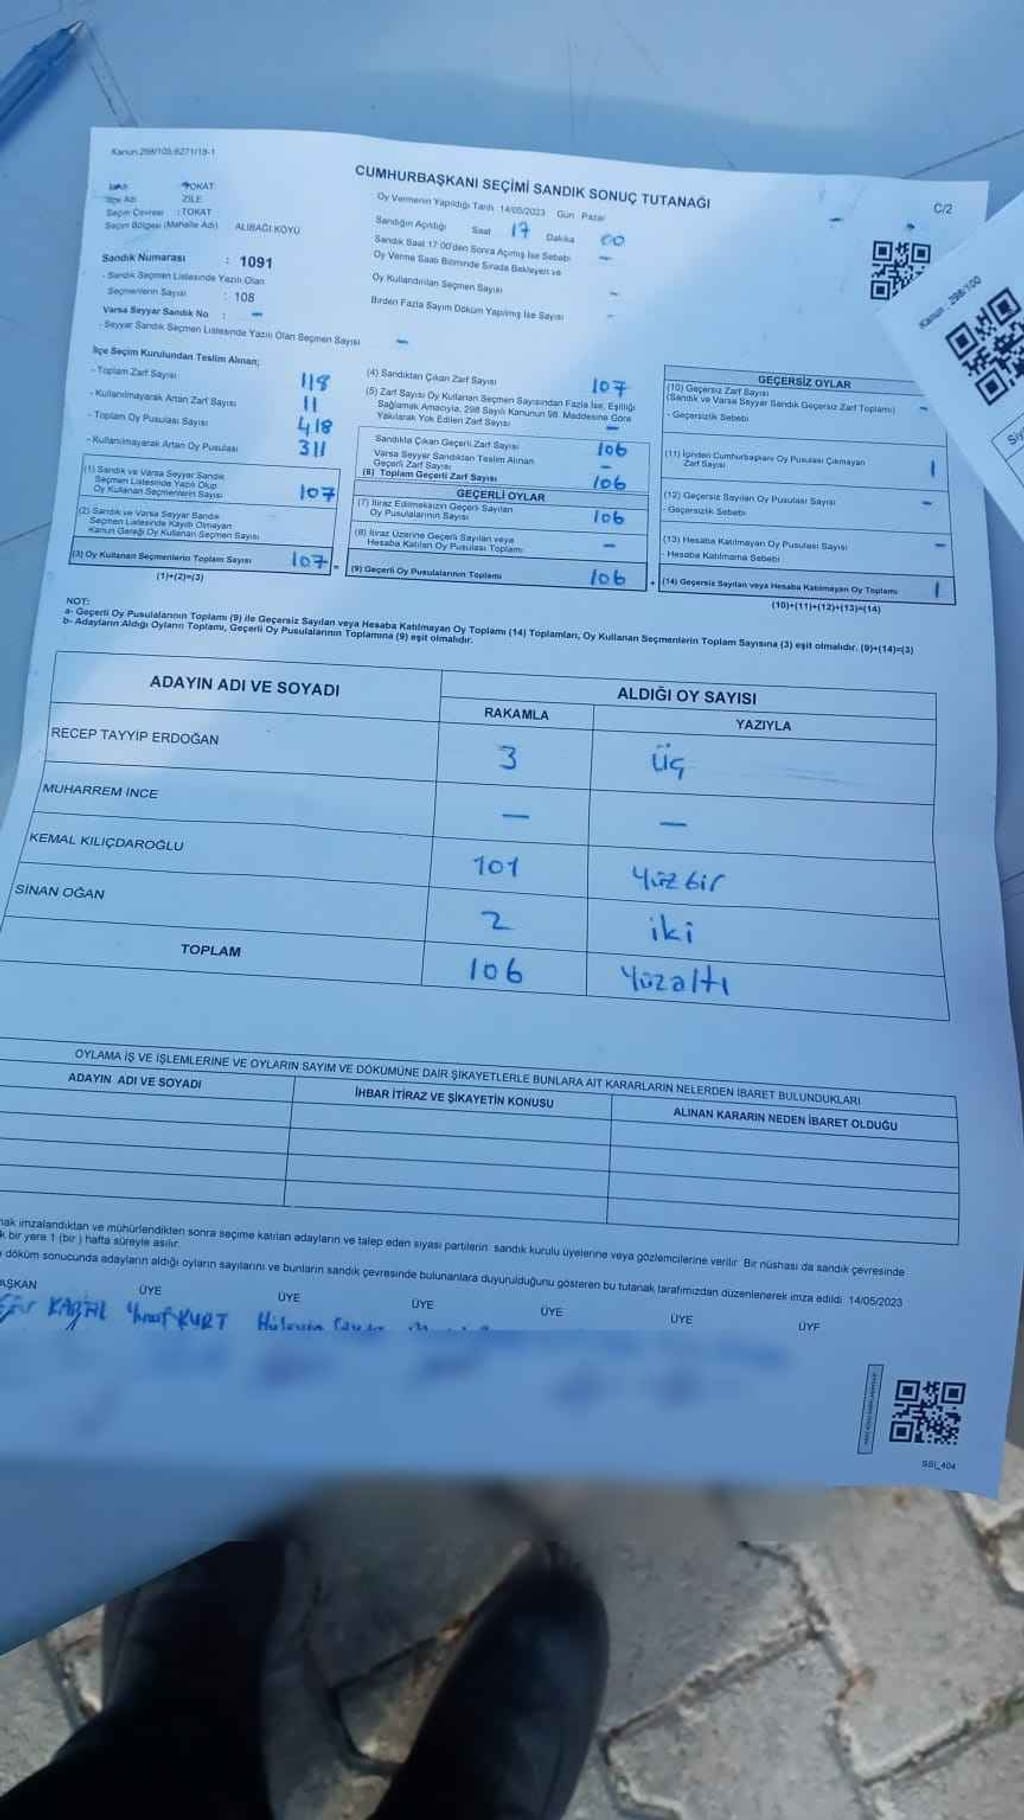 Kanun 298/105-6271/19-1
CUMHURBAŞKANI SEÇİMİ SANDIK SONUÇ TUTANAĞI
C/2
İlin Adı : TOKAT
İlçe Adı ZİLE
Seçim Çevresi : TOKAT
Seçim Bölgesi (Mahalle Adı) ALIBAĞI KÖYÜ
Sandık Numarası : 1091
- Sandık Seçmen Listesinde Yazılı Olan
Seçmenlerin Sayısı : 108
Varsa Seyyar Sandık No : -
- Seyyar Sandık Seçmen Listesinde Yazılı Olan Seçmen Sayısı -
Oy Vermenin Yapıldığı Tarih :14/05/2023 Gün Pazar
Sandığın Açıldığı Saat 17 Dakika 00
Sandık Saat 17:00'den Sonra Açılmış İse Sebebi -
Oy Verme Saati Bitiminde Sırada Bekleyen ve
Oy Kullandırılan Seçmen Sayısı -
Birden Fazla Sayım Döküm Yapılmış İse Sayısı -
Kanun : 298/100
İlçe Seçim Kurulundan Teslim Alınan;
- Toplam Zarf Sayısı 118
- Kullanılmayarak Artan Zarf Sayısı 11
- Toplam Oy Pusulası Sayısı 418
- Kullanılmayarak Artan Oy Pusulası 311
(1) Sandık ve Varsa Seyyar Sandık
Seçmen Listesinde Yazılı Olup
Oy Kullanan Seçmenlerin Sayısı 107
(2) Sandık ve Varsa Seyyar Sandık
Seçmen Listesinde Kayıtlı Olmayan
Kanun Gereği Oy Kullanan Seçmen Sayısı
(3) Oy Kullanan Seçmenlerin Toplam Sayısı 107 =
(1)+(2)=(3)
(4) Sandıktan Çıkan Zarf Sayısı 107
(5) Zarf Sayısı Oy Kullanan Seçmen Sayısından Fazla İse, Eşitliği
Sağlamak Amacıyla, 298 Sayılı Kanunun 98. Maddesine Göre
Yakılarak Yok Edilen Zarf Sayısı -
Sandıkta Çıkan Geçerli Zarf Sayısı 106
Varsa Seyyar Sandıktan Teslim Alınan
Geçerli Zarf Sayısı -
(6) Toplam Geçerli Zarf Sayısı 106
GEÇERLİ OYLAR
(7) İtiraz Edilmeksizin Geçerli Sayılan
Oy Pusulalarının Sayısı 106
(8) İtiraz Üzerine Geçerli Sayılan veya
Hesaba Katılan Oy Pusulası Toplamı -
(9) Geçerli Oy Pusulalarının Toplamı 106 +
GEÇERSİZ OYLAR
(10) Geçersiz Zarf Sayısı
(Sandık ve Varsa Seyyar Sandık Geçersiz Zarf Toplamı) -
- Geçersizlik Sebebi
(11) İçinden Cumhurbaşkanı Oy Pusulası Çıkmayan
Zarf Sayısı 1
(12) Geçersiz Sayılan Oy Pusulası Sayısı -
- Geçersizlik Sebebi
(13) Hesaba Katılmayan Oy Pusulası Sayısı -
- Hesaba Katılmama Sebebi
(14) Geçersiz Sayılan veya Hesaba Katılmayan Oy Toplamı 1
(10)+(11)+(12)+(13)=(14)
NOT:
a- Geçerli Oy Pusulalarının Toplamı (9) ile Geçersiz Sayılan veya Hesaba Katılmayan Oy Toplamı (14) Toplamları, Oy Kullanan Seçmenlerin Toplam Sayısına (3) eşit olmalıdır. (9)+(14)=(3)
b- Adayların Aldığı Oyların Toplamı, Geçerli Oy Pusulalarının Toplamına (9) eşit olmalıdır.
ADAYIN ADI VE SOYADI ALDIĞI OY SAYISI
RAKAMLA YAZIYLA
RECEP TAYYİP ERDOĞAN 3 üç
MUHARREM İNCE - -
KEMAL KILIÇDAROĞLU 101 Yüzbir
SİNAN OĞAN 2 iki
TOPLAM 106 Yüzaltı
OYLAMA İŞ VE İŞLEMLERİNE VE OYLARIN SAYIM VE DÖKÜMÜNE DAİR ŞİKAYETLERLE BUNLARA AİT KARARLARIN NELERDEN İBARET BULUNDUKLARI
ADAYIN ADI VE SOYADI İHBAR İTİRAZ VE ŞİKAYETİN KONUSU ALINAN KARARIN NEDEN İBARET OLDUĞU
imzalandıktan ve mühürlendikten sonra seçime katılan adayların ve talep eden siyasi partilerin sandık kurulu üyelerine veya gözlemcilerine verilir. Bir nüshası da sandık çevresinde
k bir yere 1 (bir ) hafta süreyle asılır.
döküm sonucunda adayların aldığı oyların sayılarını ve bunların sandık çevresinde bulunanlara duyurulduğunu gösteren bu tutanak tarafımızdan düzenlenerek imza edildi. 14/05/2023
AŞKAN ÜYE ÜYE ÜYE ÜYE ÜYE ÜYE
KURT
SSI_404